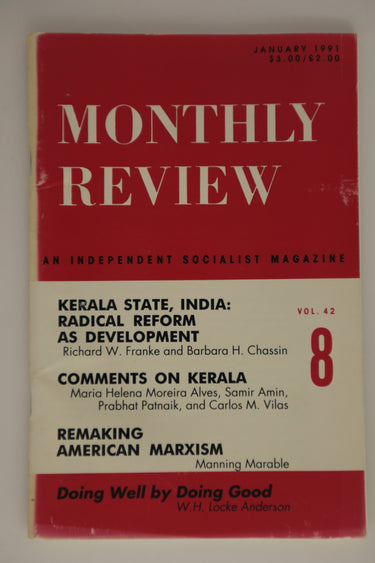 JANUARY 1991
$3.00/£2.00
MONTHLY
REVIEW
AN INDEPENDENT SOCIALIST MAGAZINE
KERALA STATE, INDIA:
RADICAL REFORM
AS DEVELOPMENT
Richard W. Franke and Barbara H. Chassin
VOL. 42
8
COMMENTS ON KERALA
Maria Helena Moreira Alves, Samir Amin,
Prabhat Patnaik, and Carlos M. Vilas
REMAKING
AMERICAN MARXISM
Manning Marable
Doing Well by Doing Good
W.H. Locke Anderson